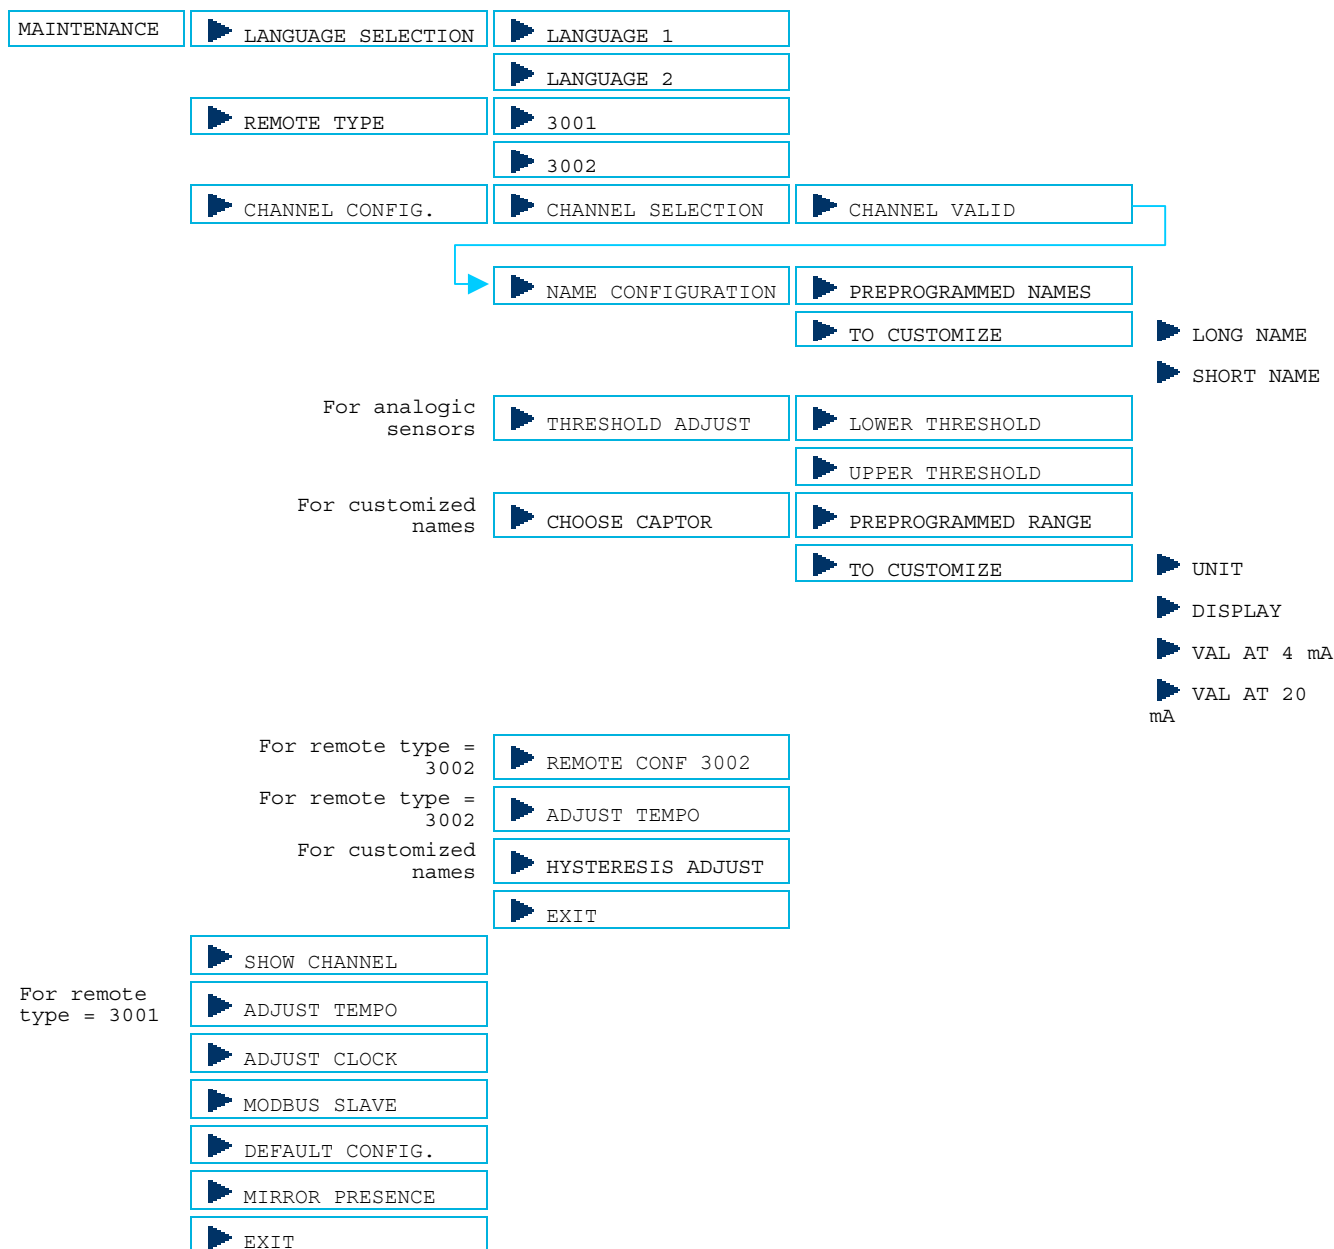 MAINTENANCE
LANGUAGE SELECTION
LANGUAGE 1
LANGUAGE 2
REMOTE TYPE
3001
3002
CHANNEL CONFIG.
CHANNEL SELECTION
CHANNEL VALID
NAME CONFIGURATION
PREPROGRAMMED NAMES
TO CUSTOMIZE
LONG NAME
SHORT NAME
For analogic
sensors
THRESHOLD ADJUST
LOWER THRESHOLD
UPPER THRESHOLD
For customized
names
CHOOSE CAPTOR
PREPROGRAMMED RANGE
TO CUSTOMIZE
UNIT
DISPLAY
VAL AT 4 mA
VAL AT 20
mA
For remote type =
3002
REMOTE CONF 3002
For remote type =
3002
ADJUST TEMPO
For customized
names
HYSTERESIS ADJUST
EXIT
SHOW CHANNEL
For remote
type = 3001
ADJUST TEMPO
ADJUST CLOCK
MODBUS SLAVE
DEFAULT CONFIG.
MIRROR PRESENCE
EXIT